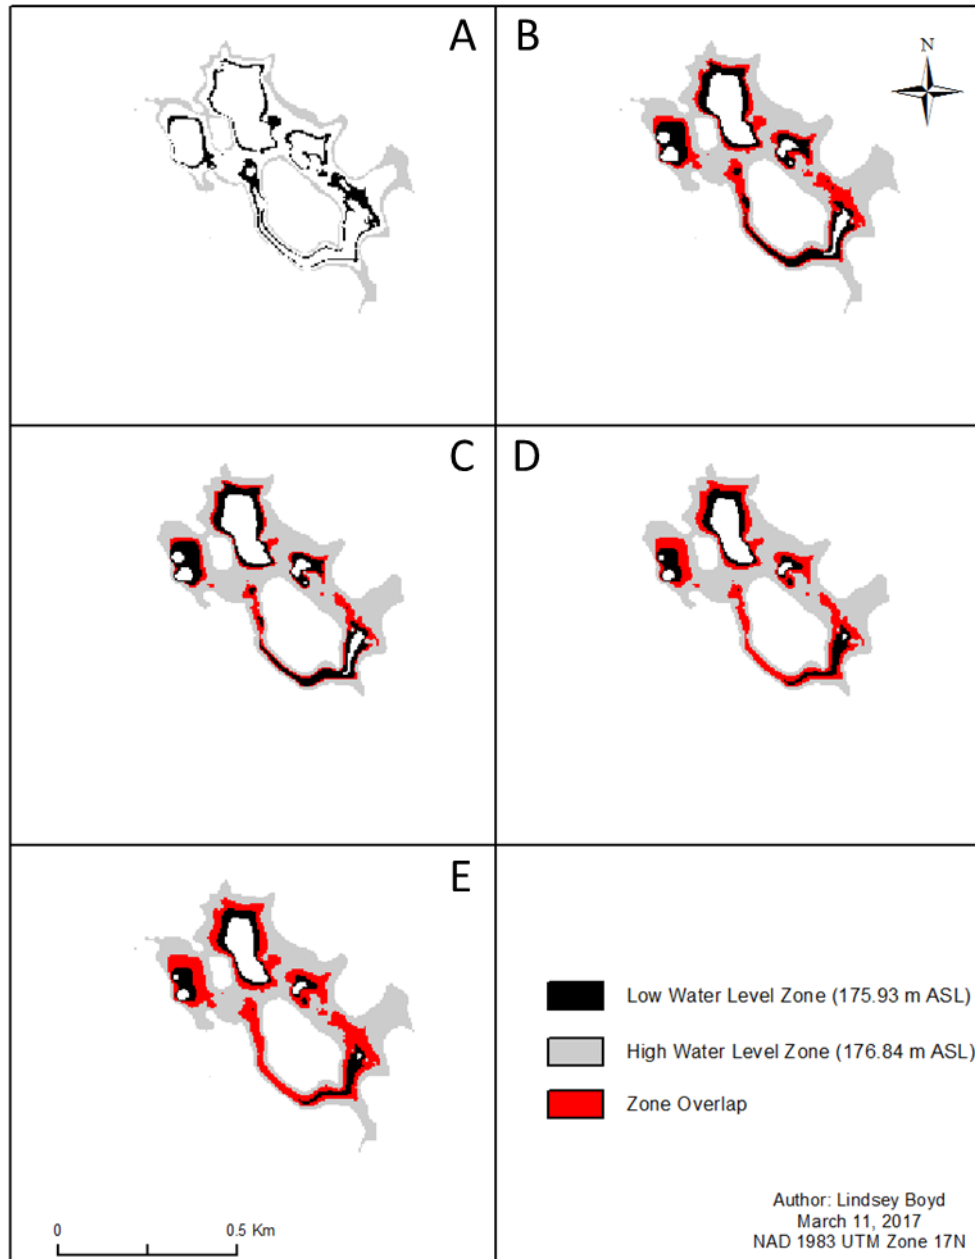 A
B
N
C
D
E
Low Water Level Zone (175.93 m ASL)
High Water Level Zone (176.84 m ASL)
Zone Overlap
0
0.5 Km
Author: Lindsey Boyd
March 11, 2017
NAD 1983 UTM Zone 17N